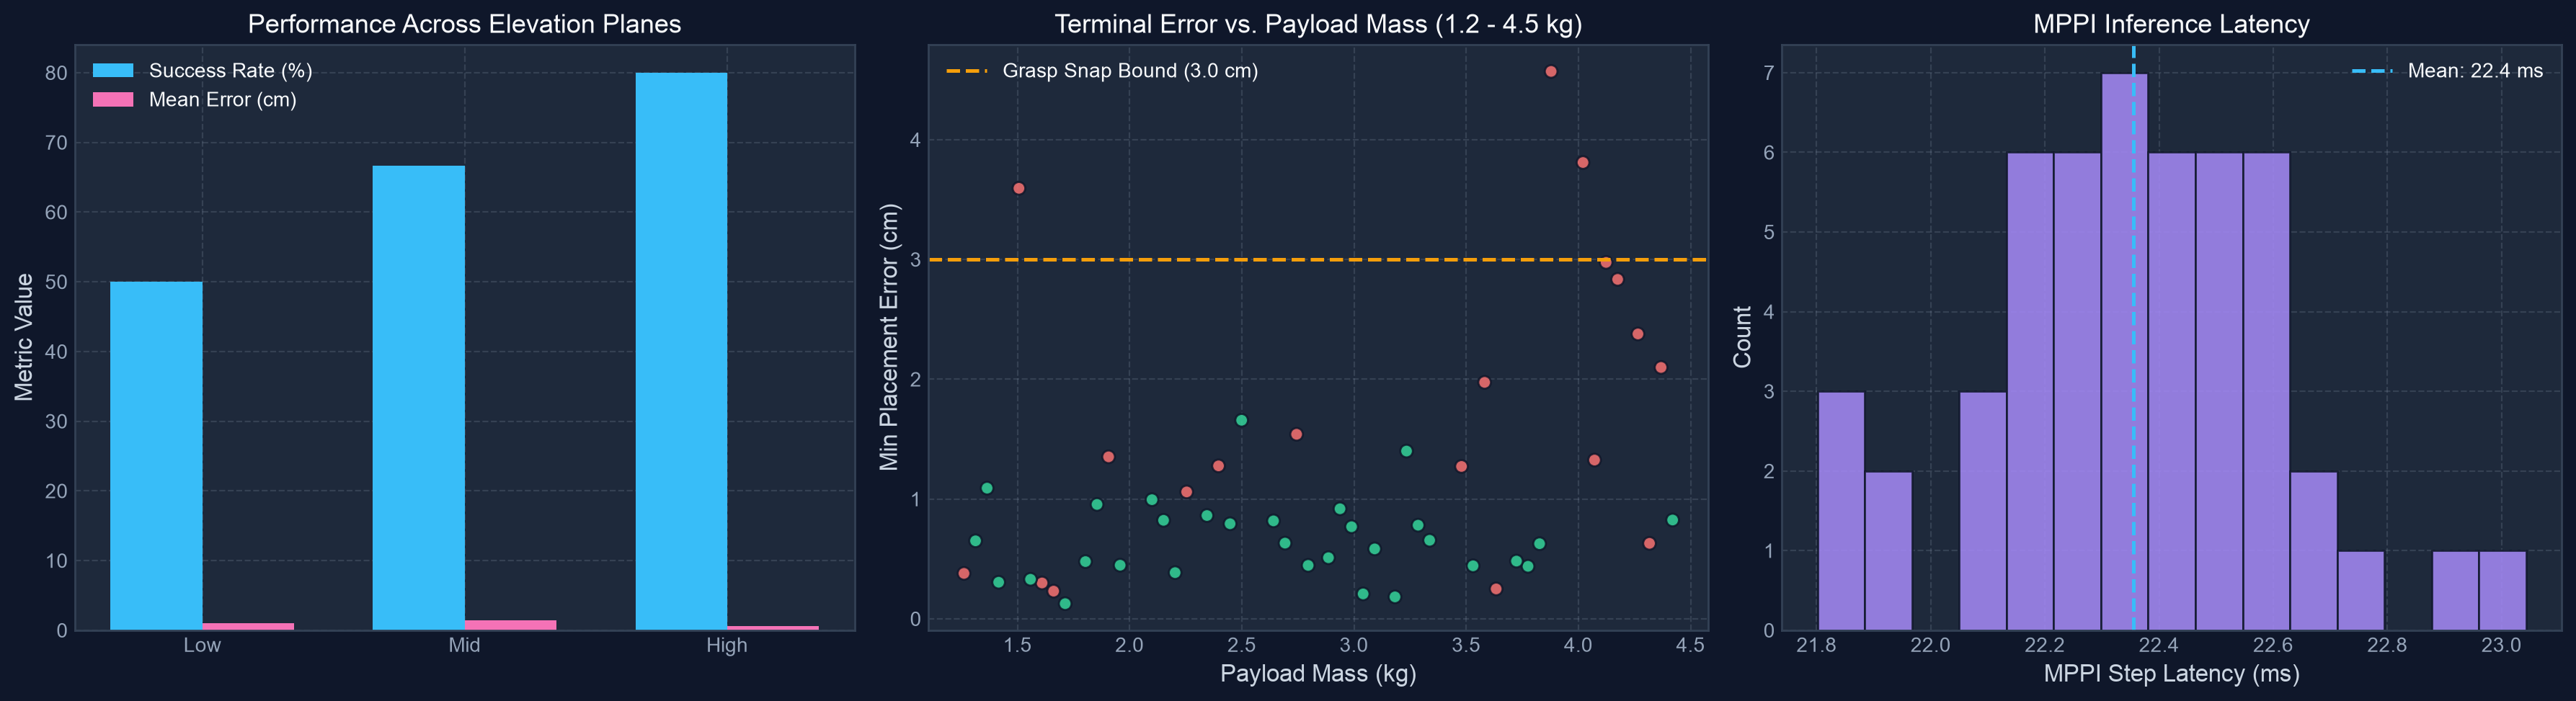 Performance Across Elevation Planes
Success Rate (%)
Mean Error (cm)
Metric Value
80
70
60
50
40
30
20
10
0
Low
Mid
High
Terminal Error vs. Payload Mass (1.2 - 4.5 kg)
Grasp Snap Bound (3.0 cm)
Min Placement Error (cm)
4
3
2
1
0
1.5
2.0
2.5
3.0
3.5
4.0
4.5
Payload Mass (kg)
MPPI Inference Latency
Mean: 22.4 ms
Count
7
6
5
4
3
2
1
0
21.8
22.0
22.2
22.4
22.6
22.8
23.0
MPPI Step Latency (ms)